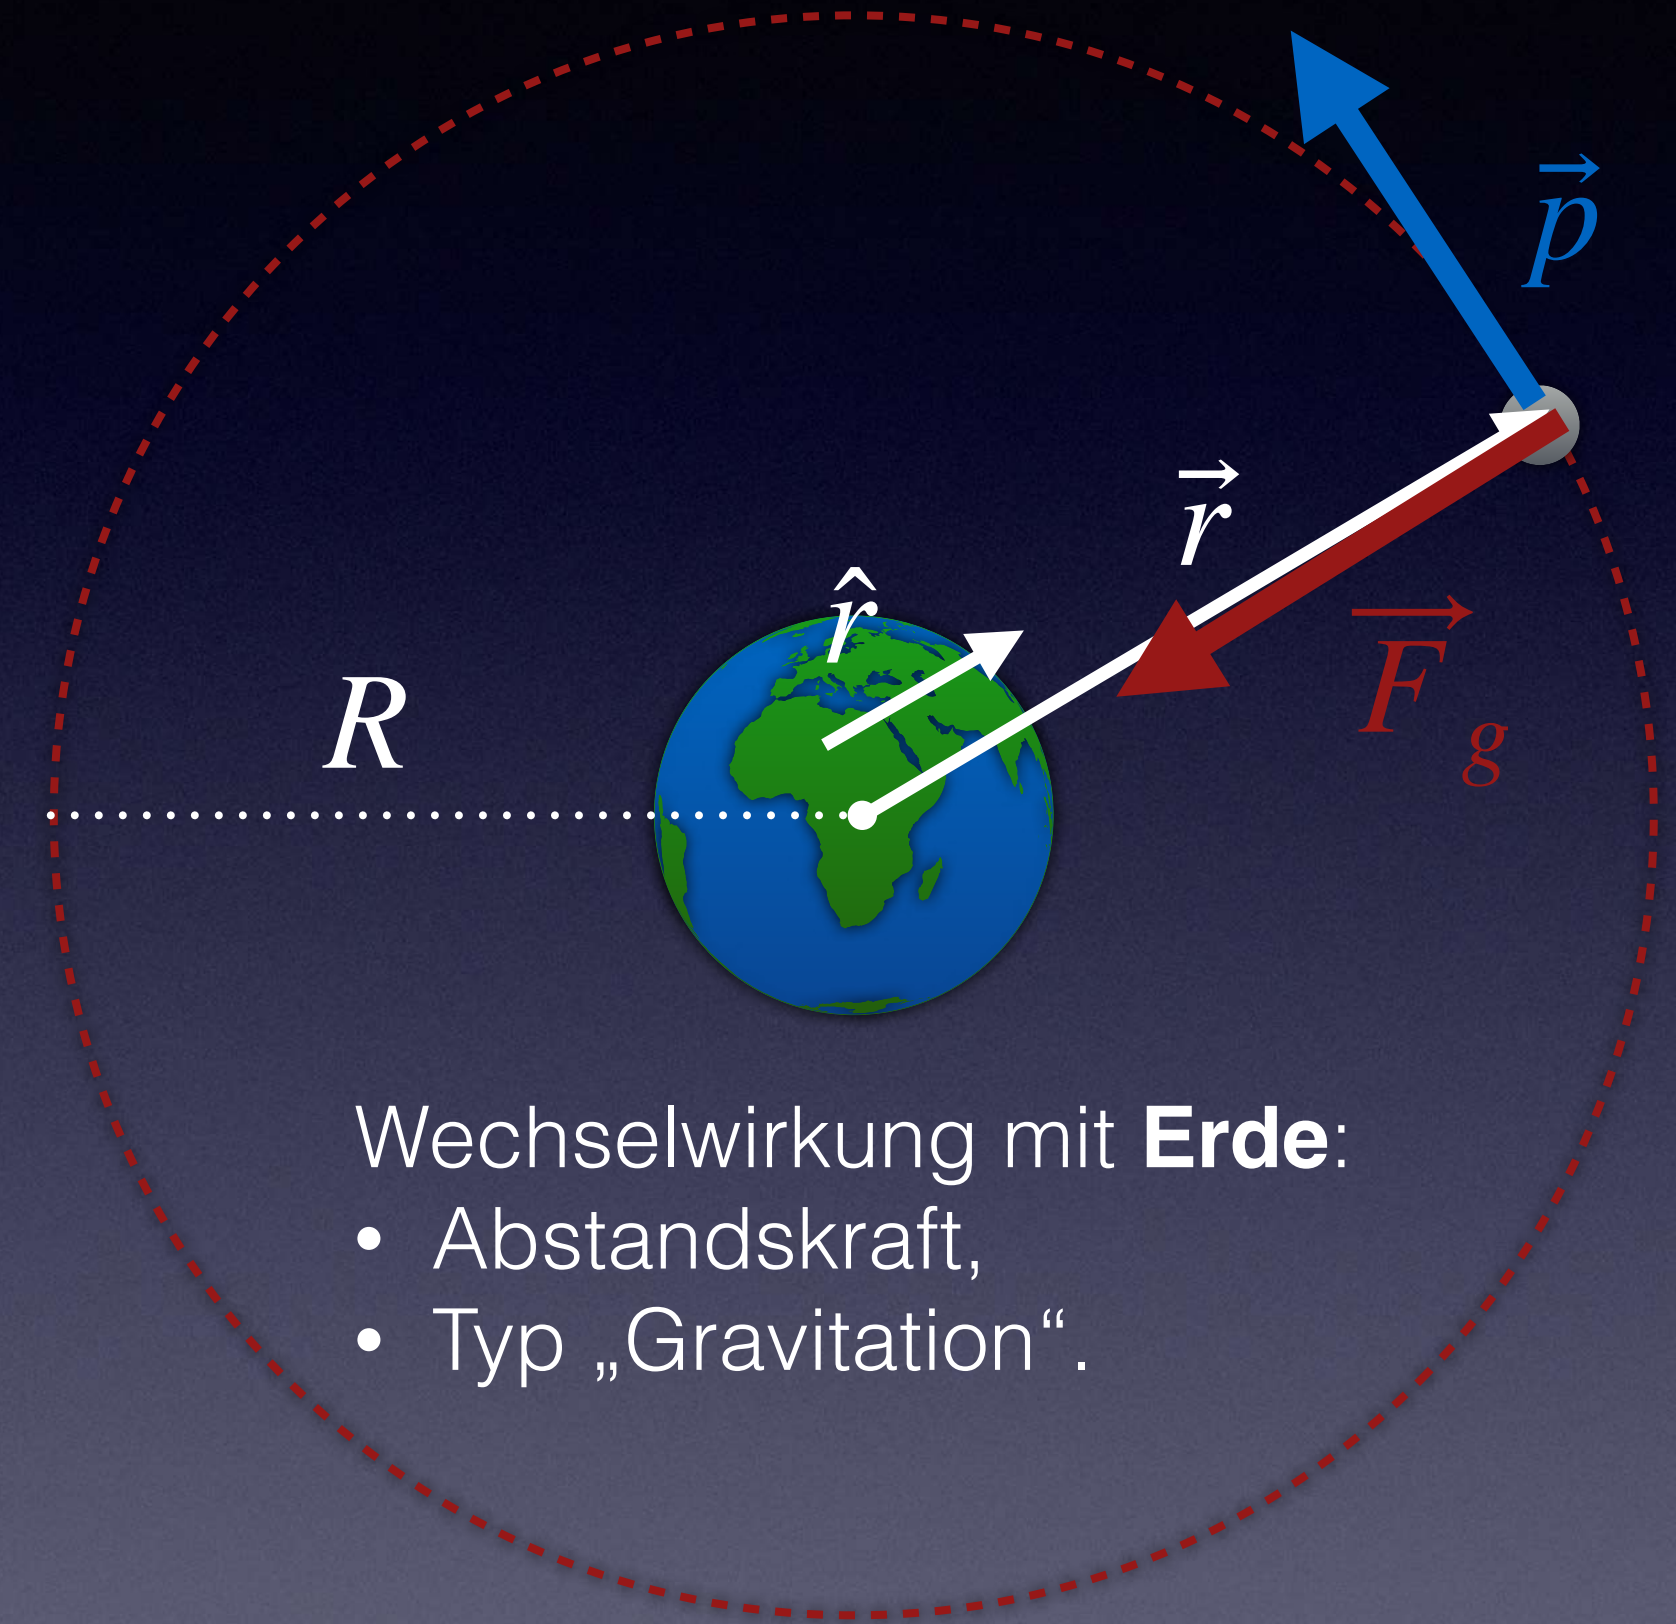 p⃗
r⃗
r̂
F⃗g
R
Wechselwirkung mit Erde:
• Abstandskraft,
• Typ „Gravitation“.